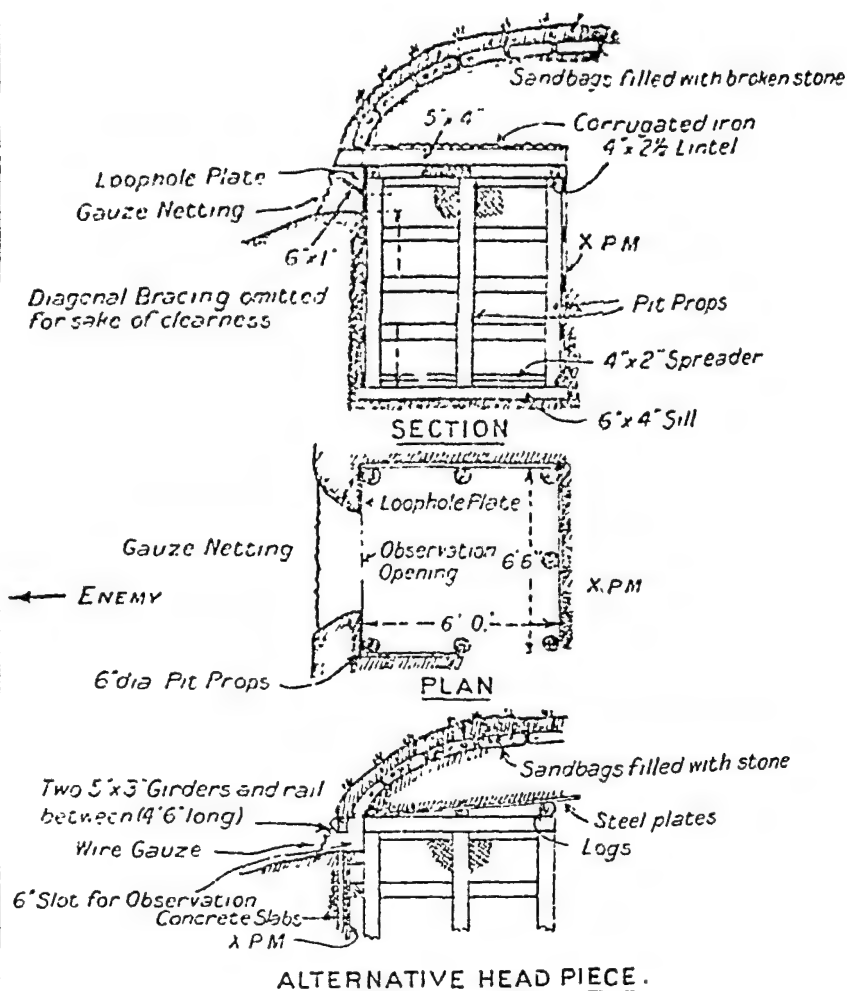 Sandbags filled with broken stone
5"x 4"
Corrugated iron
4"x 2½ Lintel
Loophole Plate
Gauze Netting
6"x1"
X P M
Diagonal Bracing omitted
for sake of clearness
Pit Props
4"x2" Spreader
6"x 4" Sill
SECTION
Loophole Plate
Gauze Netting
Observation
Opening
6'6"
ENEMY
X.P M
6' 0."
6"dia Pit Props
PLAN
Sandbags filled with stone
Two 5"x3" Girders and rail
between (4'6" long)
Steel plates
Wire Gauze
Logs
6" Slot for Observation
Concrete Slabs
X P M
ALTERNATIVE HEAD PIECE.